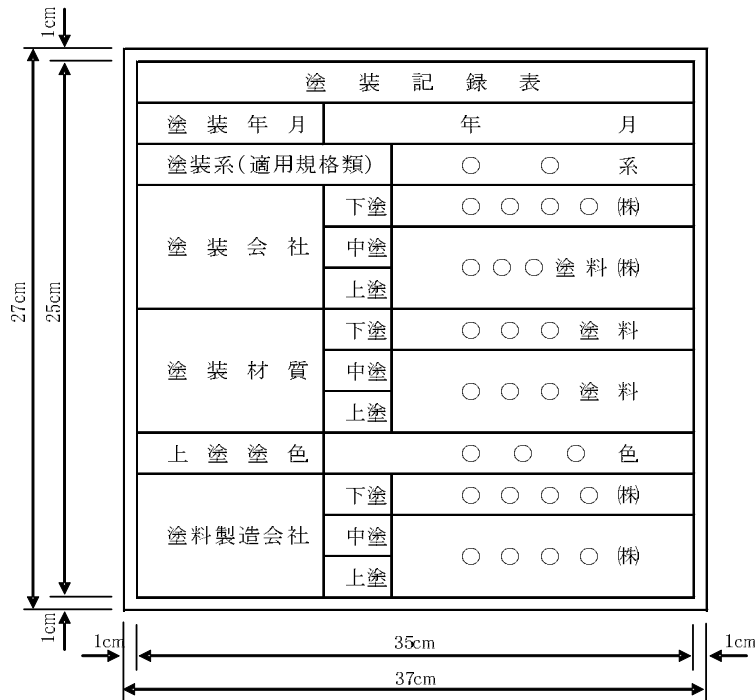 1cm
塗装記録表
塗装年月 年 月
塗装系(適用規格類) ○ ○ 系
塗装会社 下塗 ○○○○㈱
中塗 ○○○塗料㈱
上塗
塗装材質 下塗 ○○○塗料
中塗 ○○○塗料
上塗
上塗塗色 ○○○色
塗料製造会社 下塗 ○○○○㈱
中塗 ○○○○㈱
上塗
27cm
25cm
1cm
1cm 35cm 1cm
37cm